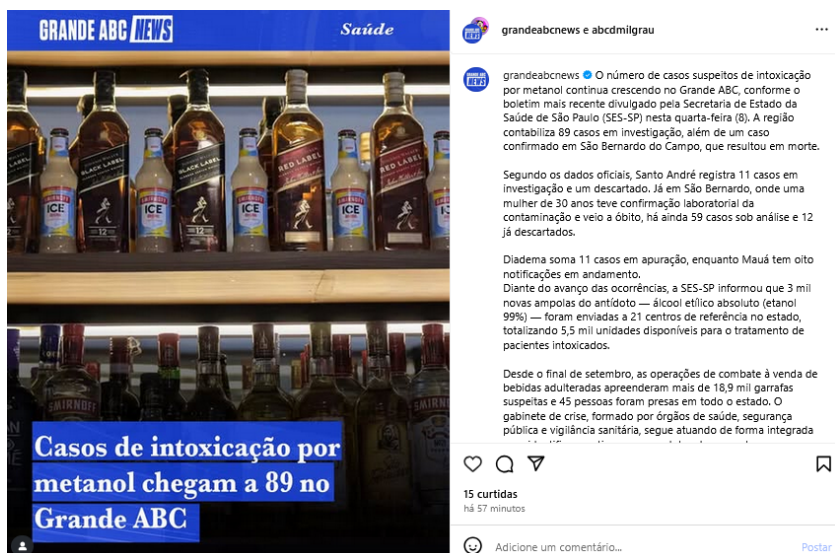 GRANDE ABC NEWS
Saúde
BLACK LABEL
RED LABEL
RED LABEL
SMIRNOFF
ICE
SMIRNOFF
ICE
SMIRNOFF
ICE
12
12
SMIRNOFF
SMIRNOFF
Casos de intoxicação por
metanol chegam a 89 no
Grande ABC
grandeabcnews e abcdmilgrau
grandeabcnews O número de casos suspeitos de intoxicação
por metanol continua crescendo no Grande ABC, conforme o
boletim mais recente divulgado pela Secretaria de Estado da
Saúde de São Paulo (SES-SP) nesta quarta-feira (8). A região
contabiliza 89 casos em investigação, além de um caso
confirmado em São Bernardo do Campo, que resultou em morte.
Segundo os dados oficiais, Santo André registra 11 casos em
investigação e um descartado. Já em São Bernardo, onde uma
mulher de 30 anos teve confirmação laboratorial da
contaminação e veio a óbito, há ainda 59 casos sob análise e 12
já descartados.
Diadema soma 11 casos em apuração, enquanto Mauá tem oito
notificações em andamento.
Diante do avanço das ocorrências, a SES-SP informou que 3 mil
novas ampolas do antídoto — álcool etílico absoluto (etanol
99%) — foram enviadas a 21 centros de referência no estado,
totalizando 5,5 mil unidades disponíveis para o tratamento de
pacientes intoxicados.
Desde o final de setembro, as operações de combate à venda de
bebidas adulteradas apreenderam mais de 18,9 mil garrafas
suspeitas e 45 pessoas foram presas em todo o estado. O
gabinete de crise, formado por órgãos de saúde, segurança
pública e vigilância sanitária, segue atuando de forma integrada
15 curtidas
há 57 minutos
Adicione um comentário...
Postar